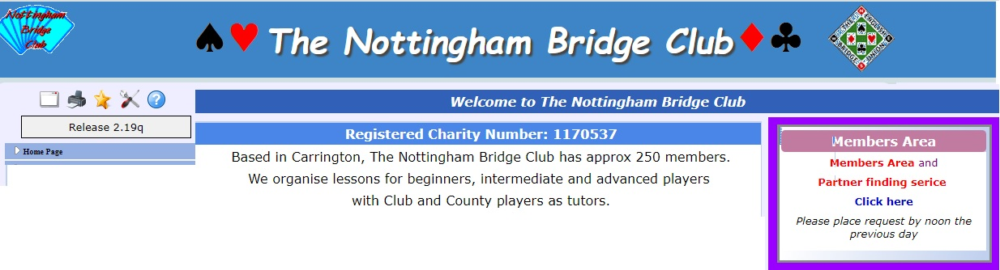 Nottingham
Bridge
Club
The Nottingham Bridge Club
Release 2.19q
Home Page
Welcome to The Nottingham Bridge Club
Registered Charity Number: 1170537
Based in Carrington, The Nottingham Bridge Club has approx 250 members.
We organise lessons for beginners, intermediate and advanced players
with Club and County players as tutors.
Members Area
Members Area and
Partner finding serice
Click here
Please place request by noon the
previous day